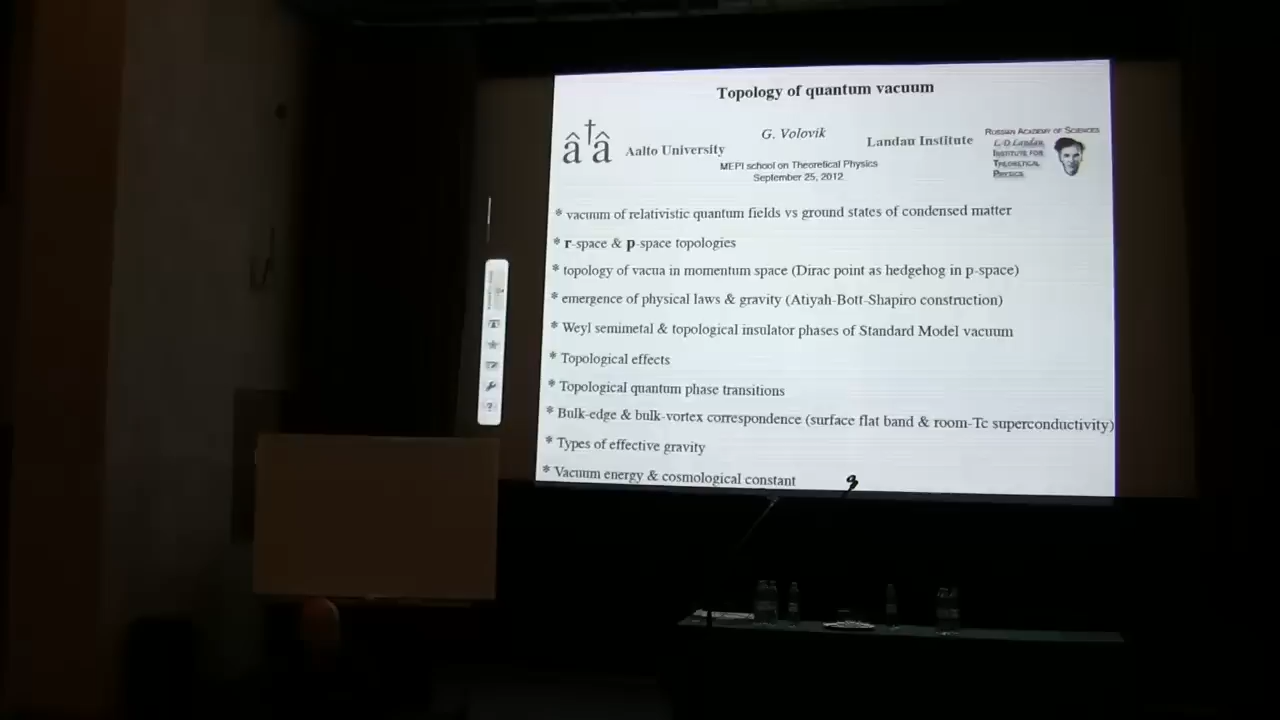 Topology of quantum vacuum
G. Volovik
â†â Aalto University
Landau Institute
RUSSIAN ACADEMY OF SCIENCES
L.D Landau
INSTITUTE FOR
THEORETICAL
PHYSICS
MEPI school on Theoretical Physics
September 25, 2012
* vacuum of relativistic quantum fields vs ground states of condensed matter
* r-space & p-space topologies
* topology of vacua in momentum space (Dirac point as hedgehog in p-space)
* emergence of physical laws & gravity (Atiyah-Bott-Shapiro construction)
* Weyl semimetal & topological insulator phases of Standard Model vacuum
* Topological effects
* Topological quantum phase transitions
* Bulk-edge & bulk-vortex correspondence (surface flat band & room-Tc superconductivity)
* Types of effective gravity
* Vacuum energy & cosmological constant